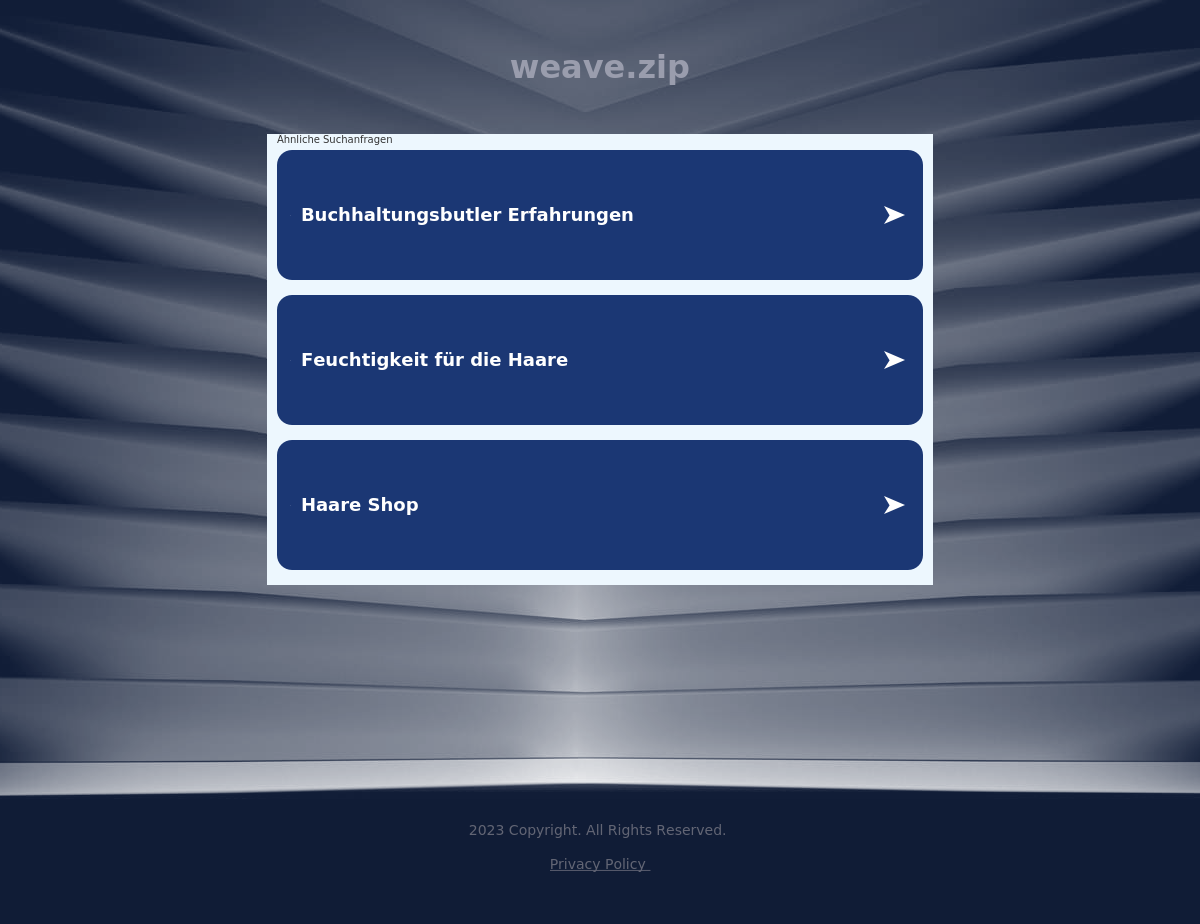 weave.zip
Ähnliche Suchanfragen
Buchhaltungsbutler Erfahrungen
Feuchtigkeit für die Haare
Haare Shop
2023 Copyright. All Rights Reserved.
Privacy Policy